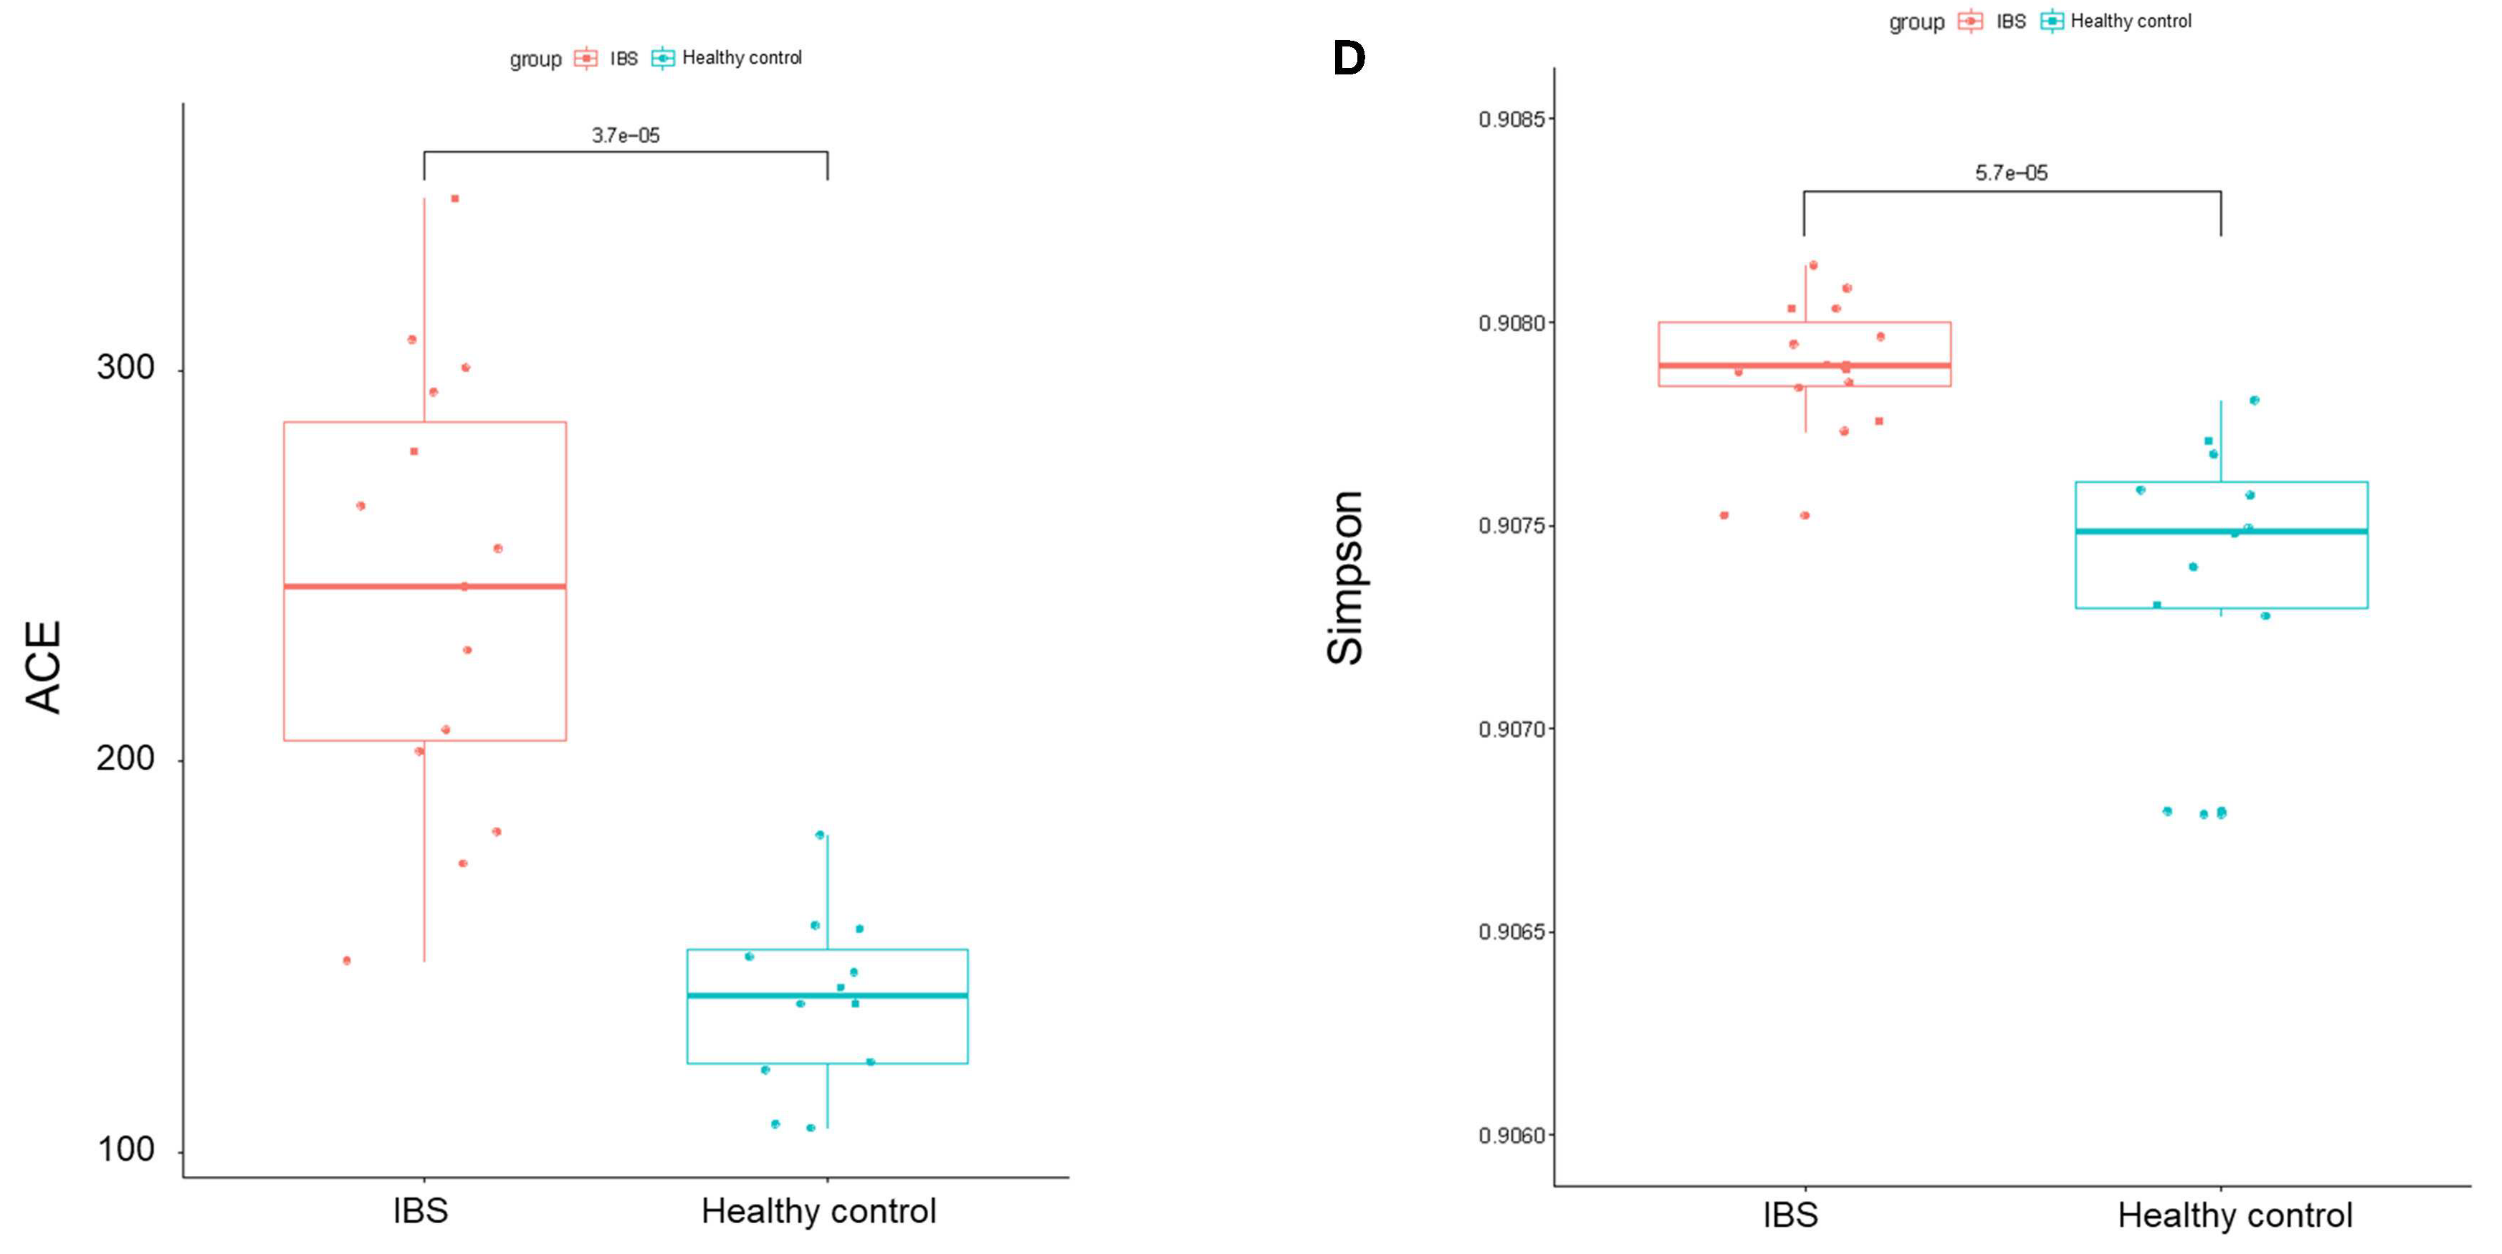 group IBS Healthy control
3.7e-05
300
200
100
ACE
IBS Healthy control
D
group IBS Healthy control
5.7e-05
0.9085
0.9080
0.9075
0.9070
0.9065
0.9060
Simpson
IBS Healthy control